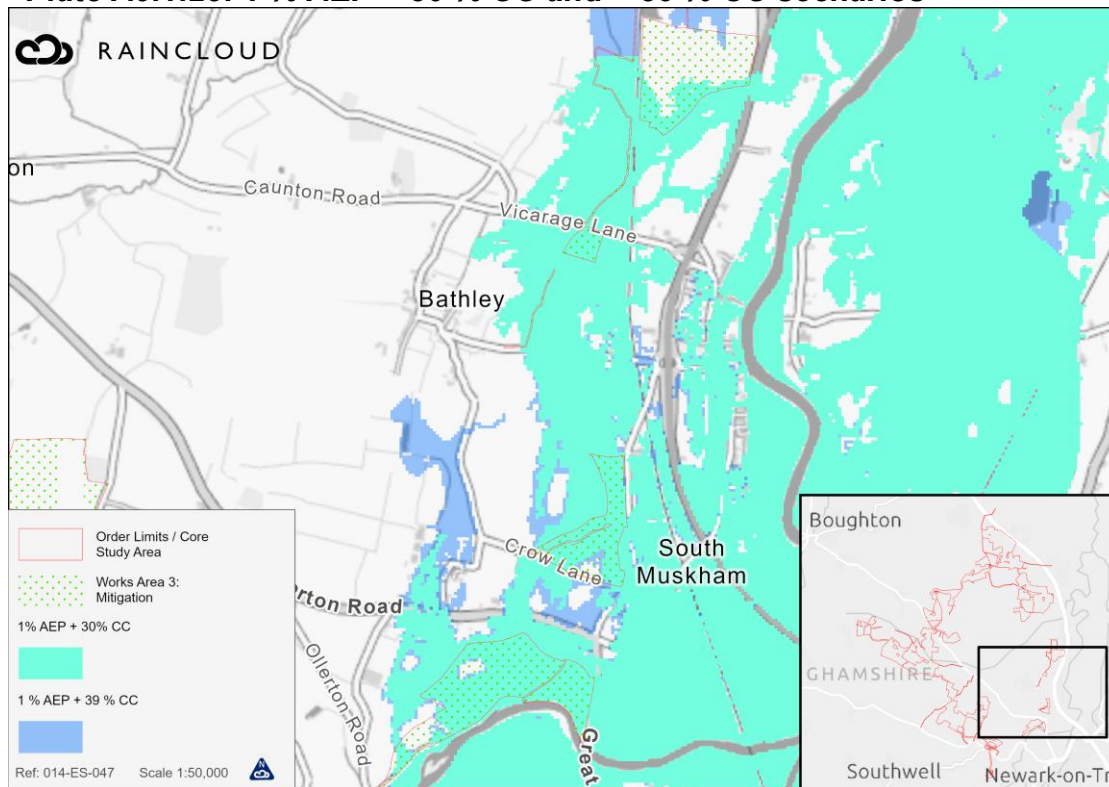 RAINCLOUD
on
Caunton Road
Vicarage Lane
Bathley
Crow Lane
South
Muskham
erton Road
Ollerton Road
Great
Order Limits / Core
Study Area
Works Area 3:
Mitigation
1% AEP + 30% CC
1 % AEP + 39 % CC
Ref: 014-ES-047
Scale 1:50,000
N
Boughton
GHAMSHIRE
Southwell
Newark-on-Tr